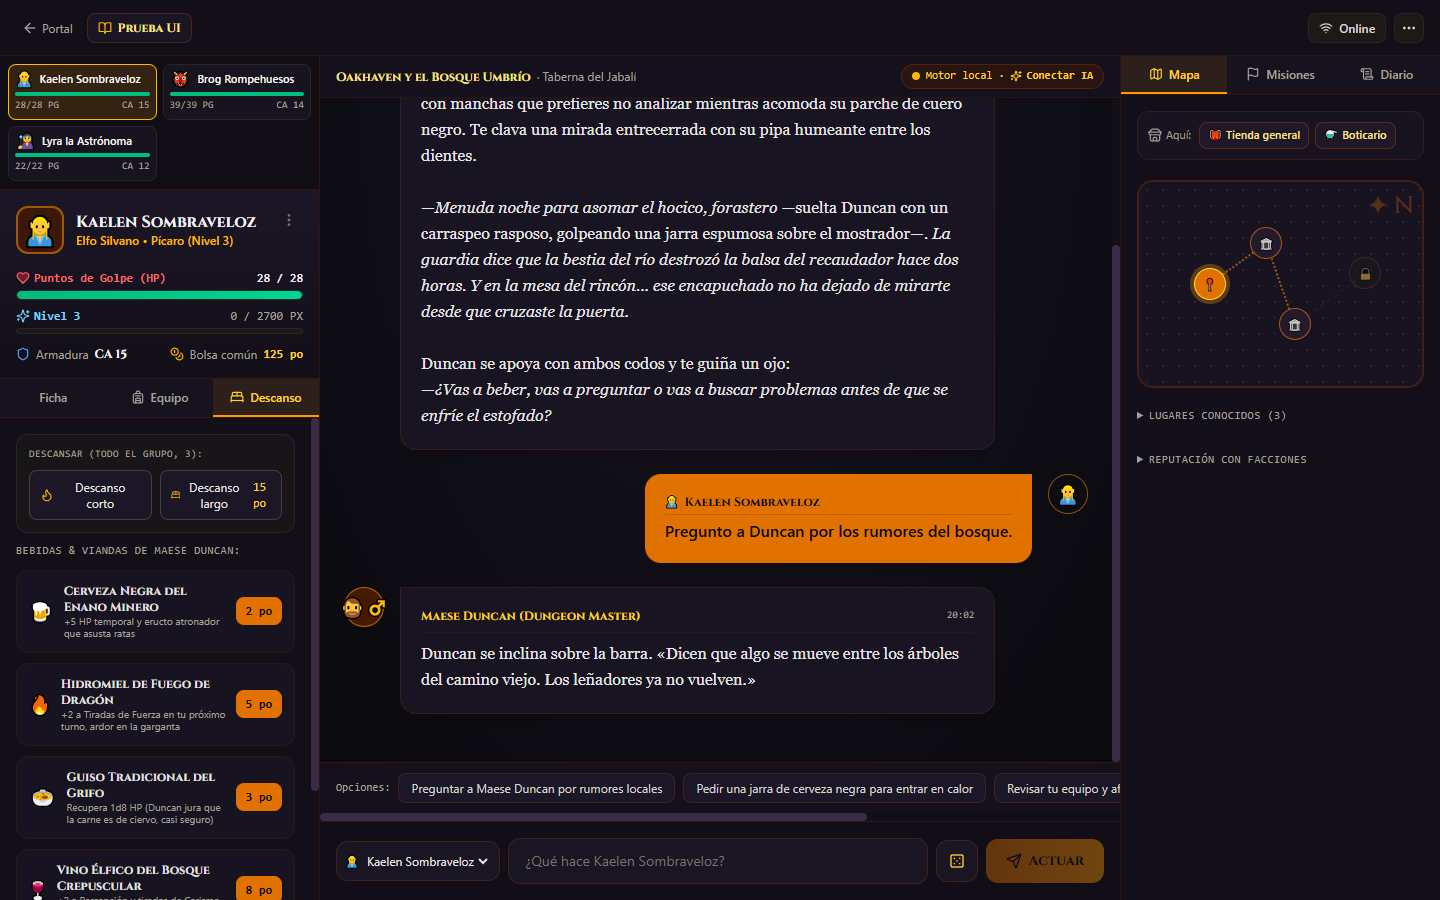 Portal
Prueba UI
Online
Kaelen Sombraveloz
28/28 PG
CA 15
Brog Rompehuesos
39/39 PG
CA 14
Lyra la Astrónoma
22/22 PG
CA 12
Kaelen Sombraveloz
Elfo Silvano • Pícaro (Nivel 3)
Puntos de Golpe (HP)
28 / 28
Nivel 3
0 / 2700 PX
Armadura CA 15
Bolsa común 125 po
Ficha
Equipo
Descanso
DESCANSAR (TODO EL GRUPO, 3):
Descanso
corto
Descanso
largo
15
po
BEBIDAS & VIANDAS DE MAESE DUNCAN:
Cerveza Negra del
Enano Minero
+5 HP temporal y eructo atronador
que asusta ratas
2 po
Hidromiel de Fuego de
Dragón
+2 a Tiradas de Fuerza en tu próximo
turno, ardor en la garganta
5 po
Guiso Tradicional del
Grifo
Recupera 1d8 HP (Duncan jura que
la carne es de ciervo, casi seguro)
3 po
Vino Élfico del Bosque
Crepuscular
8 po
Oakhaven y el Bosque Umbrío · Taberna del Jabalí
Motor local · Conectar IA
con manchas que prefieres no analizar mientras acomoda su parche de cuero
negro. Te clava una mirada entrecerrada con su pipa humeante entre los
dientes.
—Menuda noche para asomar el hocico, forastero —suelta Duncan con un
carraspeo rasposo, golpeando una jarra espumosa sobre el mostrador—. La
guardia dice que la bestia del río destrozó la balsa del recaudador hace dos
horas. Y en la mesa del rincón... ese encapuchado no ha dejado de mirarte
desde que cruzaste la puerta.
Duncan se apoya con ambos codos y te guiña un ojo:
—¿Vas a beber, vas a preguntar o vas a buscar problemas antes de que se
enfríe el estofado?
Kaelen Sombraveloz
Pregunto a Duncan por los rumores del bosque.
Maese Duncan (Dungeon Master)
20:02
Duncan se inclina sobre la barra. «Dicen que algo se mueve entre los árboles
del camino viejo. Los leñadores ya no vuelven.»
Opciones:
Preguntar a Maese Duncan por rumores locales
Pedir una jarra de cerveza negra para entrar en calor
Revisar tu equipo y af
Kaelen Sombraveloz
¿Qué hace Kaelen Sombraveloz?
Actuar
Mapa
Misiones
Diario
Aquí:
Tienda general
Boticario
N
LUGARES CONOCIDOS (3)
REPUTACIÓN CON FACCIONES